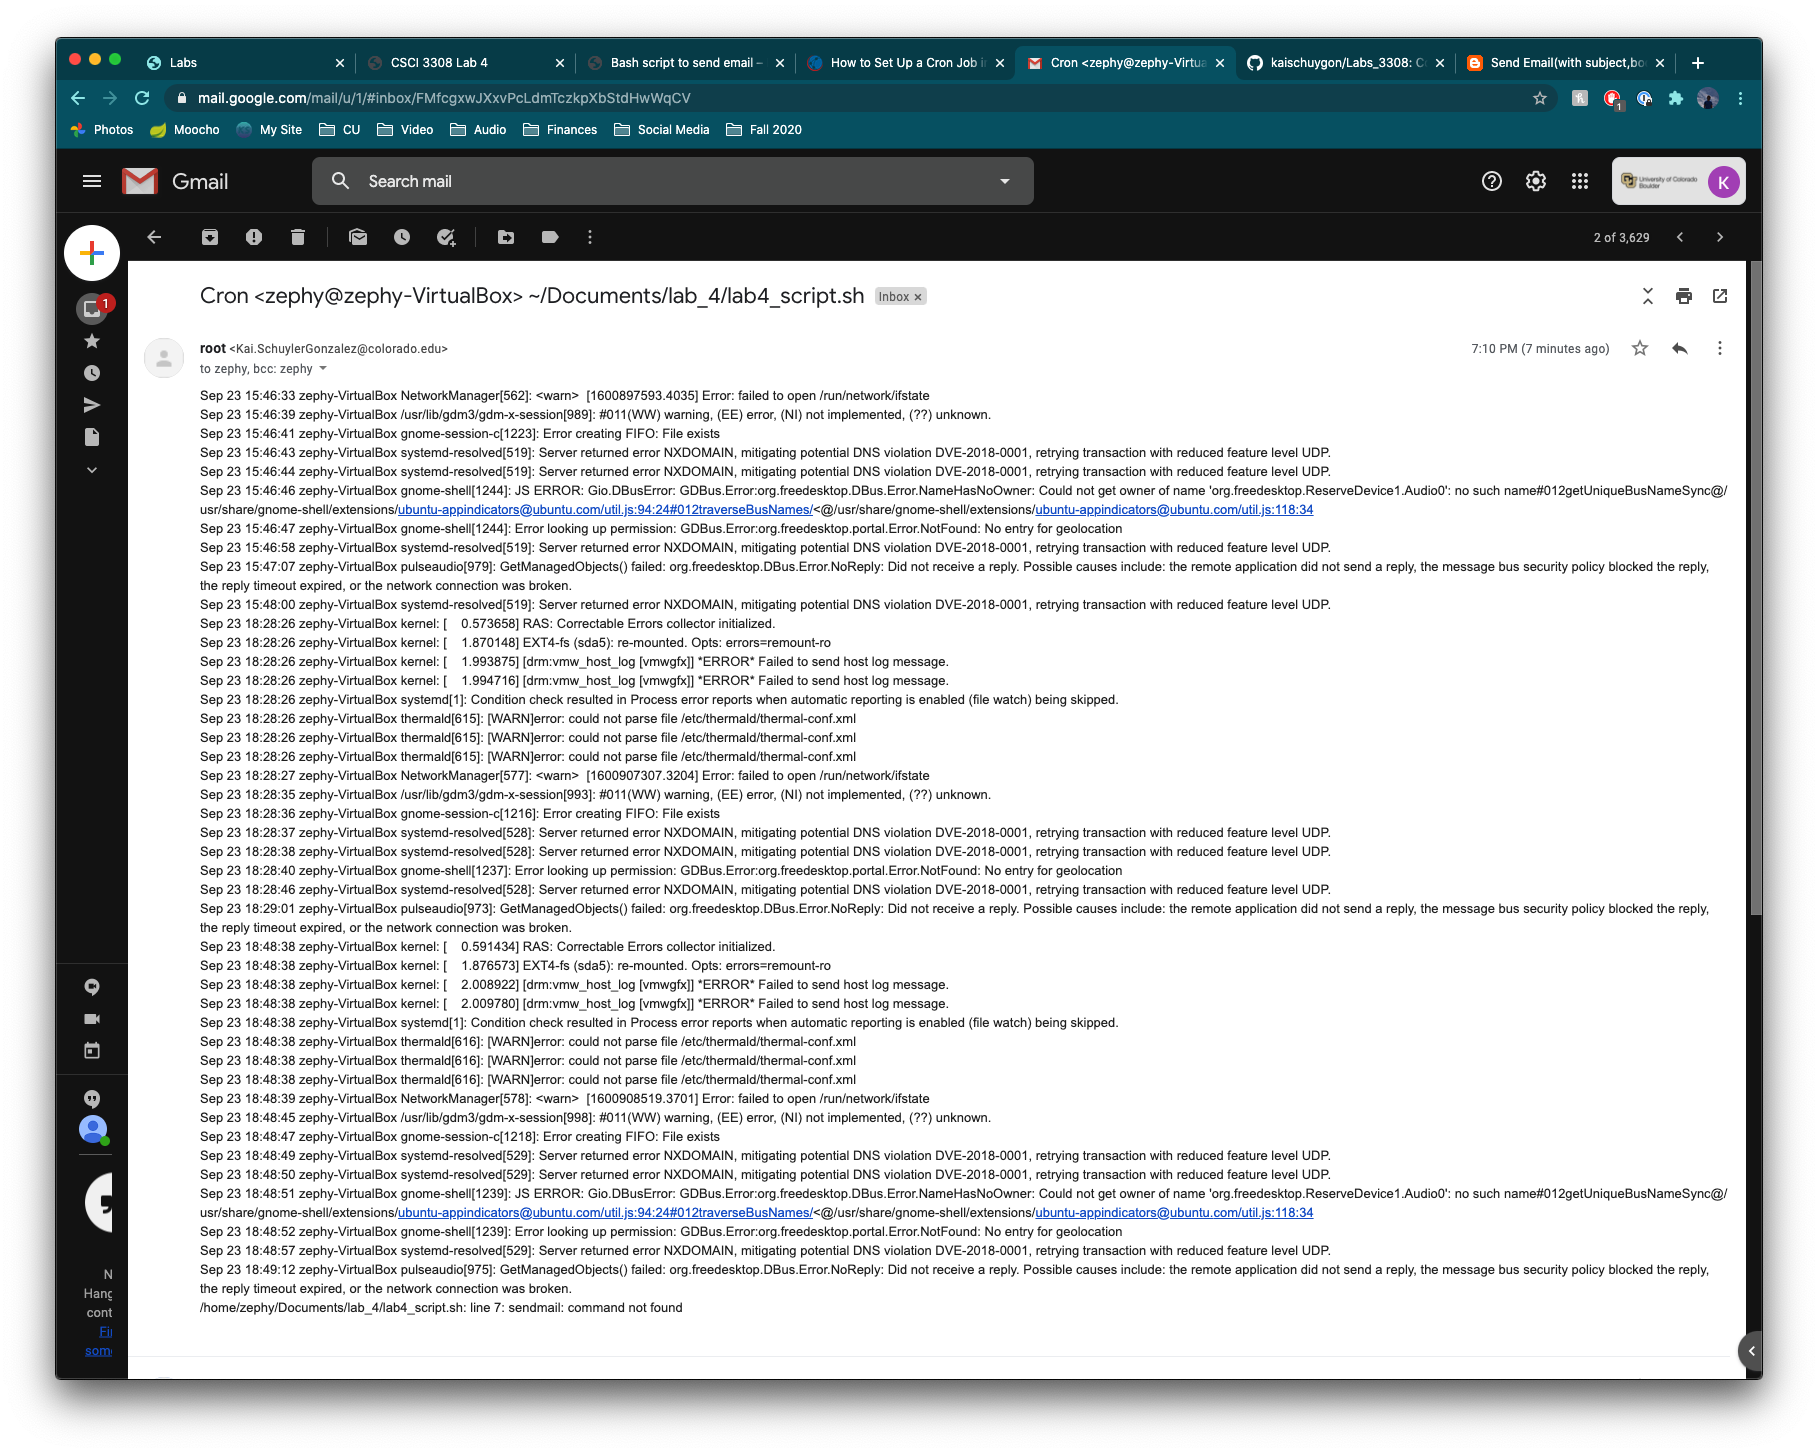 Labs
CSCI 3308 Lab 4
Bash script to send email –
How to Set Up a Cron Job i
Cron <zephy@zephy-Virtua
kaischuygon/Labs_3308: C
Send Email(with subject,bo
mail.google.com/mail/u/1/#inbox/FMfcgxwJXxvPcLdmTczkpXbStdHwWqCV
1
Photos
Moocho
My Site
CU
Video
Audio
Finances
Social Media
Fall 2020
Gmail
Search mail
University of Colorado
Boulder
K
2 of 3,629
1
Cron <zephy@zephy-VirtualBox> ~/Documents/lab_4/lab4_script.sh
Inbox x
root <Kai.SchuylerGonzalez@colorado.edu>
7:10 PM (7 minutes ago)
to zephy, bcc: zephy
Sep 23 15:46:33 zephy-VirtualBox NetworkManager[562]: <warn>  [1600897593.4035] Error: failed to open /run/network/ifstate
Sep 23 15:46:39 zephy-VirtualBox /usr/lib/gdm3/gdm-x-session[989]: #011(WW) warning, (EE) error, (NI) not implemented, (??) unknown.
Sep 23 15:46:41 zephy-VirtualBox gnome-session-c[1223]: Error creating FIFO: File exists
Sep 23 15:46:43 zephy-VirtualBox systemd-resolved[519]: Server returned error NXDOMAIN, mitigating potential DNS violation DVE-2018-0001, retrying transaction with reduced feature level UDP.
Sep 23 15:46:44 zephy-VirtualBox systemd-resolved[519]: Server returned error NXDOMAIN, mitigating potential DNS violation DVE-2018-0001, retrying transaction with reduced feature level UDP.
Sep 23 15:46:46 zephy-VirtualBox gnome-shell[1244]: JS ERROR: Gio.DBusError: GDBus.Error:org.freedesktop.DBus.Error.NameHasNoOwner: Could not get owner of name 'org.freedesktop.ReserveDevice1.Audio0': no such name#012getUniqueBusNameSync@/
usr/share/gnome-shell/extensions/ubuntu-appindicators@ubuntu.com/util.js:94:24#012traverseBusNames/<@/usr/share/gnome-shell/extensions/ubuntu-appindicators@ubuntu.com/util.js:118:34
Sep 23 15:46:47 zephy-VirtualBox gnome-shell[1244]: Error looking up permission: GDBus.Error:org.freedesktop.portal.Error.NotFound: No entry for geolocation
Sep 23 15:46:58 zephy-VirtualBox systemd-resolved[519]: Server returned error NXDOMAIN, mitigating potential DNS violation DVE-2018-0001, retrying transaction with reduced feature level UDP.
Sep 23 15:47:07 zephy-VirtualBox pulseaudio[979]: GetManagedObjects() failed: org.freedesktop.DBus.Error.NoReply: Did not receive a reply. Possible causes include: the remote application did not send a reply, the message bus security policy blocked the reply,
the reply timeout expired, or the network connection was broken.
Sep 23 15:48:00 zephy-VirtualBox systemd-resolved[519]: Server returned error NXDOMAIN, mitigating potential DNS violation DVE-2018-0001, retrying transaction with reduced feature level UDP.
Sep 23 18:28:26 zephy-VirtualBox kernel: [    0.573658] RAS: Correctable Errors collector initialized.
Sep 23 18:28:26 zephy-VirtualBox kernel: [    1.870148] EXT4-fs (sda5): re-mounted. Opts: errors=remount-ro
Sep 23 18:28:26 zephy-VirtualBox kernel: [    1.993875] [drm:vmw_host_log [vmwgfx]] *ERROR* Failed to send host log message.
Sep 23 18:28:26 zephy-VirtualBox kernel: [    1.994716] [drm:vmw_host_log [vmwgfx]] *ERROR* Failed to send host log message.
Sep 23 18:28:26 zephy-VirtualBox systemd[1]: Condition check resulted in Process error reports when automatic reporting is enabled (file watch) being skipped.
Sep 23 18:28:26 zephy-VirtualBox thermald[615]: [WARN]error: could not parse file /etc/thermald/thermal-conf.xml
Sep 23 18:28:26 zephy-VirtualBox thermald[615]: [WARN]error: could not parse file /etc/thermald/thermal-conf.xml
Sep 23 18:28:26 zephy-VirtualBox thermald[615]: [WARN]error: could not parse file /etc/thermald/thermal-conf.xml
Sep 23 18:28:27 zephy-VirtualBox NetworkManager[577]: <warn>  [1600907307.3204] Error: failed to open /run/network/ifstate
Sep 23 18:28:35 zephy-VirtualBox /usr/lib/gdm3/gdm-x-session[993]: #011(WW) warning, (EE) error, (NI) not implemented, (??) unknown.
Sep 23 18:28:36 zephy-VirtualBox gnome-session-c[1216]: Error creating FIFO: File exists
Sep 23 18:28:37 zephy-VirtualBox systemd-resolved[528]: Server returned error NXDOMAIN, mitigating potential DNS violation DVE-2018-0001, retrying transaction with reduced feature level UDP.
Sep 23 18:28:38 zephy-VirtualBox systemd-resolved[528]: Server returned error NXDOMAIN, mitigating potential DNS violation DVE-2018-0001, retrying transaction with reduced feature level UDP.
Sep 23 18:28:40 zephy-VirtualBox gnome-shell[1237]: Error looking up permission: GDBus.Error:org.freedesktop.portal.Error.NotFound: No entry for geolocation
Sep 23 18:28:46 zephy-VirtualBox systemd-resolved[528]: Server returned error NXDOMAIN, mitigating potential DNS violation DVE-2018-0001, retrying transaction with reduced feature level UDP.
Sep 23 18:29:01 zephy-VirtualBox pulseaudio[973]: GetManagedObjects() failed: org.freedesktop.DBus.Error.NoReply: Did not receive a reply. Possible causes include: the remote application did not send a reply, the message bus security policy blocked the reply,
the reply timeout expired, or the network connection was broken.
Sep 23 18:48:38 zephy-VirtualBox kernel: [    0.591434] RAS: Correctable Errors collector initialized.
Sep 23 18:48:38 zephy-VirtualBox kernel: [    1.876573] EXT4-fs (sda5): re-mounted. Opts: errors=remount-ro
Sep 23 18:48:38 zephy-VirtualBox kernel: [    2.008922] [drm:vmw_host_log [vmwgfx]] *ERROR* Failed to send host log message.
Sep 23 18:48:38 zephy-VirtualBox kernel: [    2.009780] [drm:vmw_host_log [vmwgfx]] *ERROR* Failed to send host log message.
Sep 23 18:48:38 zephy-VirtualBox systemd[1]: Condition check resulted in Process error reports when automatic reporting is enabled (file watch) being skipped.
Sep 23 18:48:38 zephy-VirtualBox thermald[616]: [WARN]error: could not parse file /etc/thermald/thermal-conf.xml
Sep 23 18:48:38 zephy-VirtualBox thermald[616]: [WARN]error: could not parse file /etc/thermald/thermal-conf.xml
Sep 23 18:48:38 zephy-VirtualBox thermald[616]: [WARN]error: could not parse file /etc/thermald/thermal-conf.xml
Sep 23 18:48:39 zephy-VirtualBox NetworkManager[578]: <warn>  [1600908519.3701] Error: failed to open /run/network/ifstate
Sep 23 18:48:45 zephy-VirtualBox /usr/lib/gdm3/gdm-x-session[998]: #011(WW) warning, (EE) error, (NI) not implemented, (??) unknown.
Sep 23 18:48:47 zephy-VirtualBox gnome-session-c[1218]: Error creating FIFO: File exists
Sep 23 18:48:49 zephy-VirtualBox systemd-resolved[529]: Server returned error NXDOMAIN, mitigating potential DNS violation DVE-2018-0001, retrying transaction with reduced feature level UDP.
Sep 23 18:48:50 zephy-VirtualBox systemd-resolved[529]: Server returned error NXDOMAIN, mitigating potential DNS violation DVE-2018-0001, retrying transaction with reduced feature level UDP.
Sep 23 18:48:51 zephy-VirtualBox gnome-shell[1239]: JS ERROR: Gio.DBusError: GDBus.Error:org.freedesktop.DBus.Error.NameHasNoOwner: Could not get owner of name 'org.freedesktop.ReserveDevice1.Audio0': no such name#012getUniqueBusNameSync@/
usr/share/gnome-shell/extensions/ubuntu-appindicators@ubuntu.com/util.js:94:24#012traverseBusNames/<@/usr/share/gnome-shell/extensions/ubuntu-appindicators@ubuntu.com/util.js:118:34
Sep 23 18:48:52 zephy-VirtualBox gnome-shell[1239]: Error looking up permission: GDBus.Error:org.freedesktop.portal.Error.NotFound: No entry for geolocation
Sep 23 18:48:57 zephy-VirtualBox systemd-resolved[529]: Server returned error NXDOMAIN, mitigating potential DNS violation DVE-2018-0001, retrying transaction with reduced feature level UDP.
Sep 23 18:49:12 zephy-VirtualBox pulseaudio[975]: GetManagedObjects() failed: org.freedesktop.DBus.Error.NoReply: Did not receive a reply. Possible causes include: the remote application did not send a reply, the message bus security policy blocked the reply,
the reply timeout expired, or the network connection was broken.
/home/zephy/Documents/lab_4/lab4_script.sh: line 7: sendmail: command not found
N
Hang
cont
Fi
som